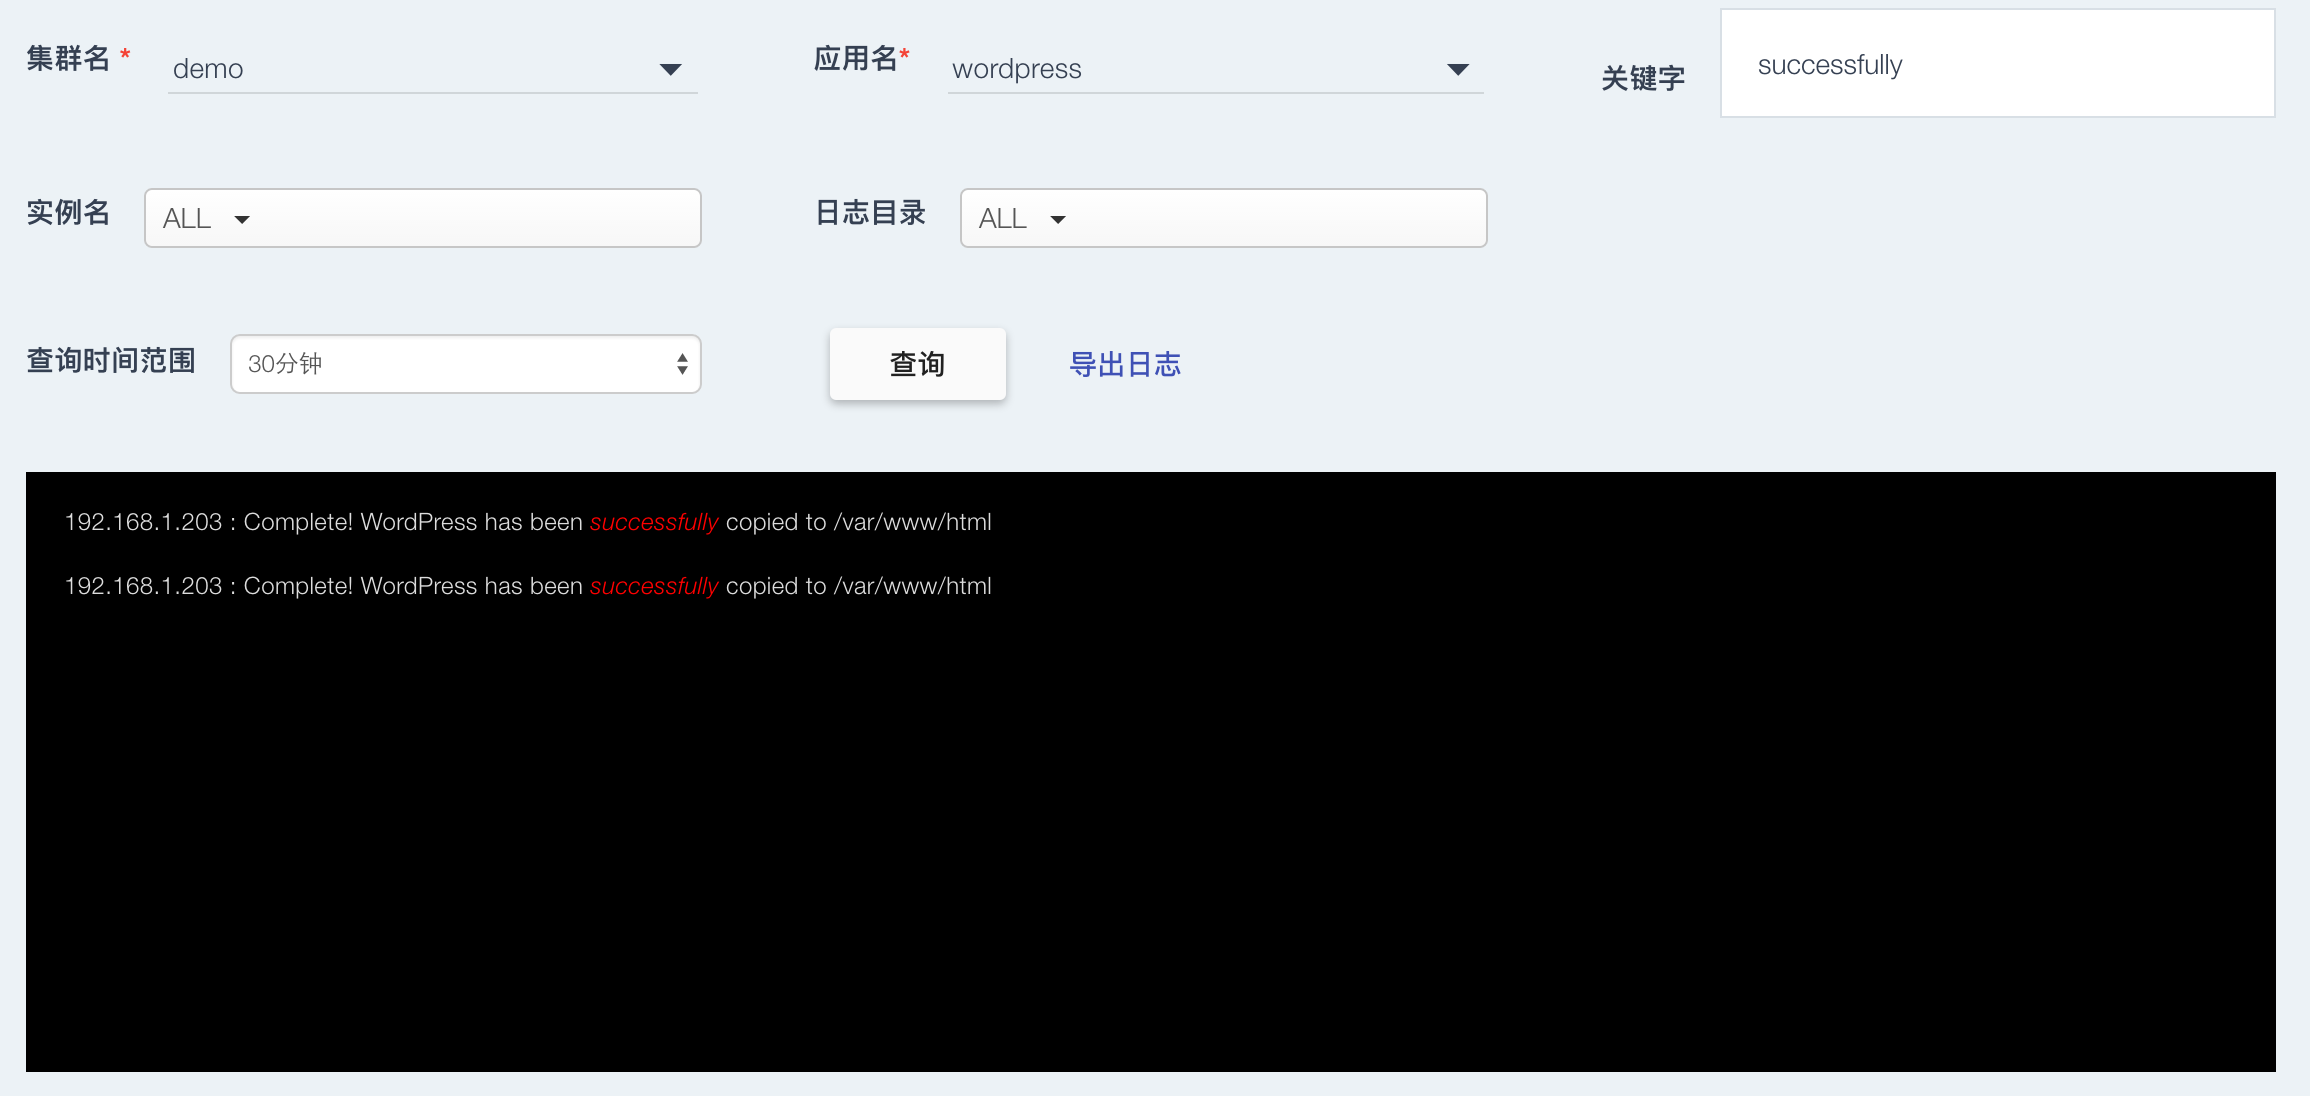 集群名 * demo 应用名* wordpress 关键字 successfully
实例名 ALL 日志目录 ALL
查询时间范围 30分钟 查询 导出日志
192.168.1.203 : Complete! WordPress has been successfully copied to /var/www/html
192.168.1.203 : Complete! WordPress has been successfully copied to /var/www/html